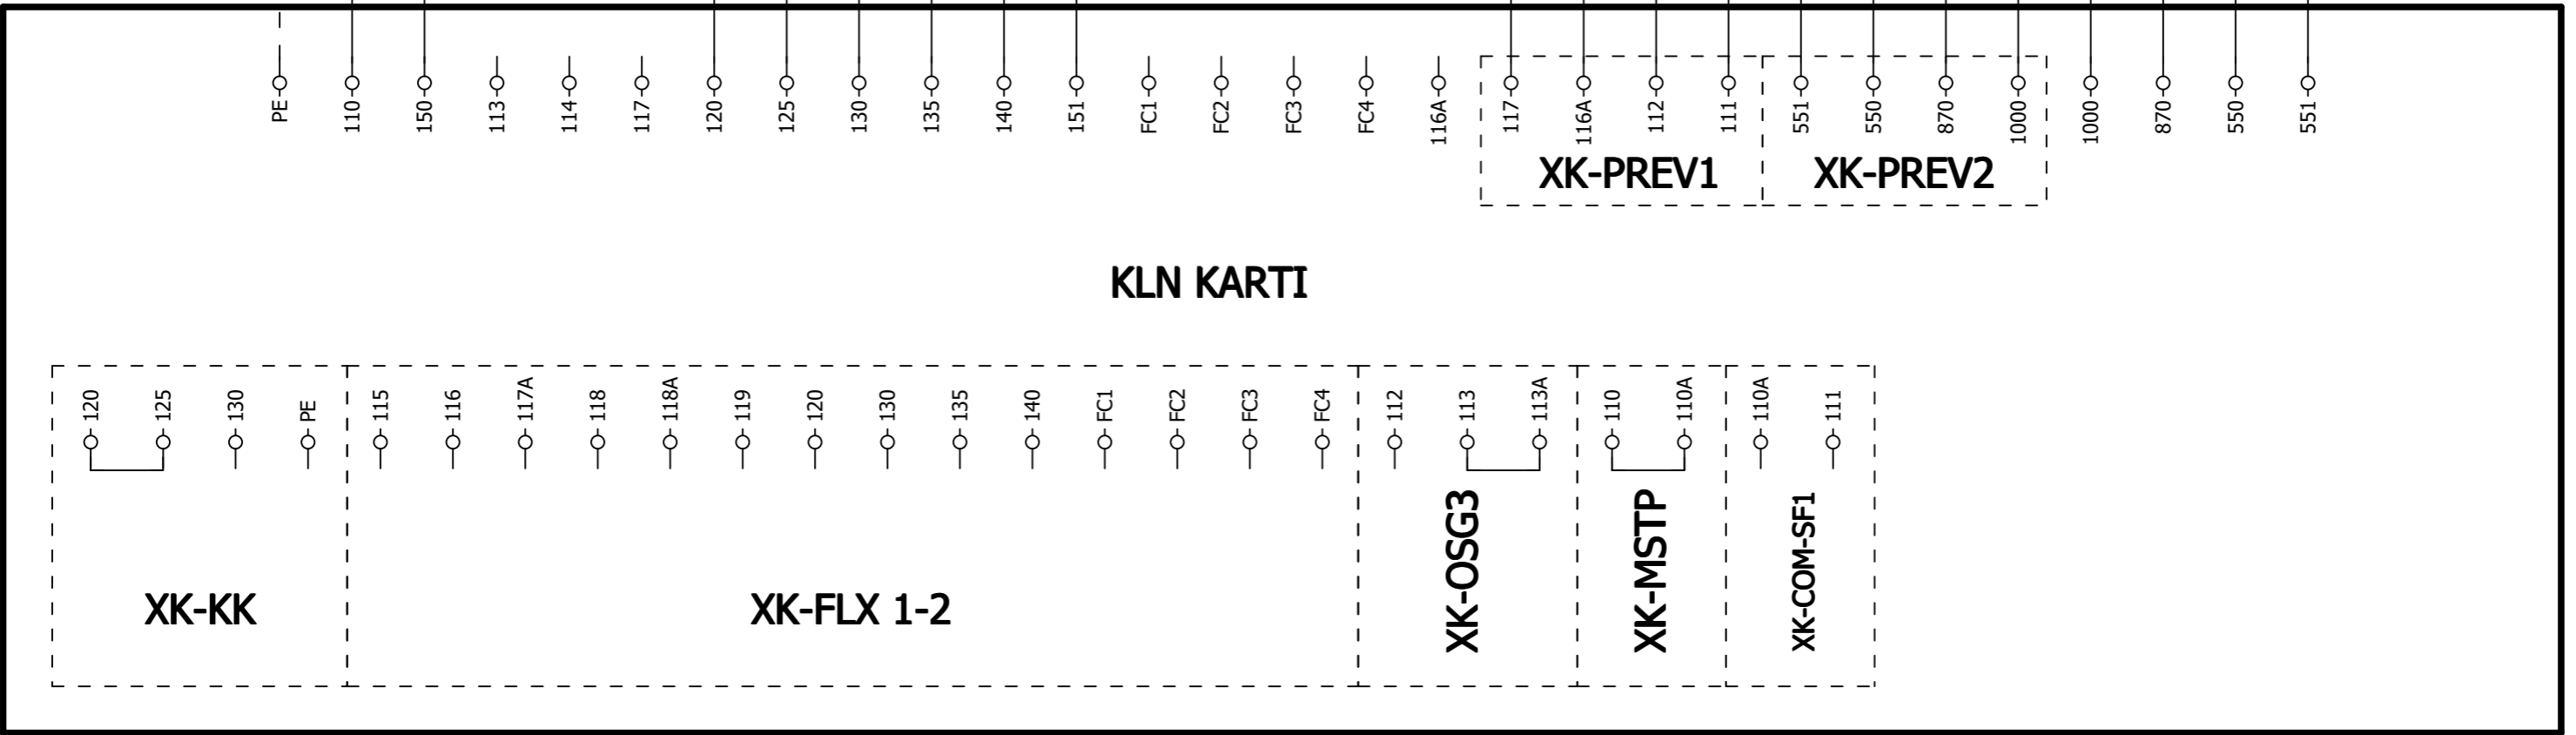 PE 110 150 113 114 117 120 125 130 135 140 151 FC1 FC2 FC3 FC4 116A 117 116A 112 111 551 550 870 1000 1000 870 550 551
XK-PREV1 XK-PREV2
KLN KARTI
120 125 130 PE 115 116 117A 118 118A 119 120 130 135 140 FC1 FC2 FC3 FC4 112 113 113A 110 110A 110A 111
XK-KK XK-FLX 1-2 XK-OSG3 XK-MSTP XK-COM-SF1